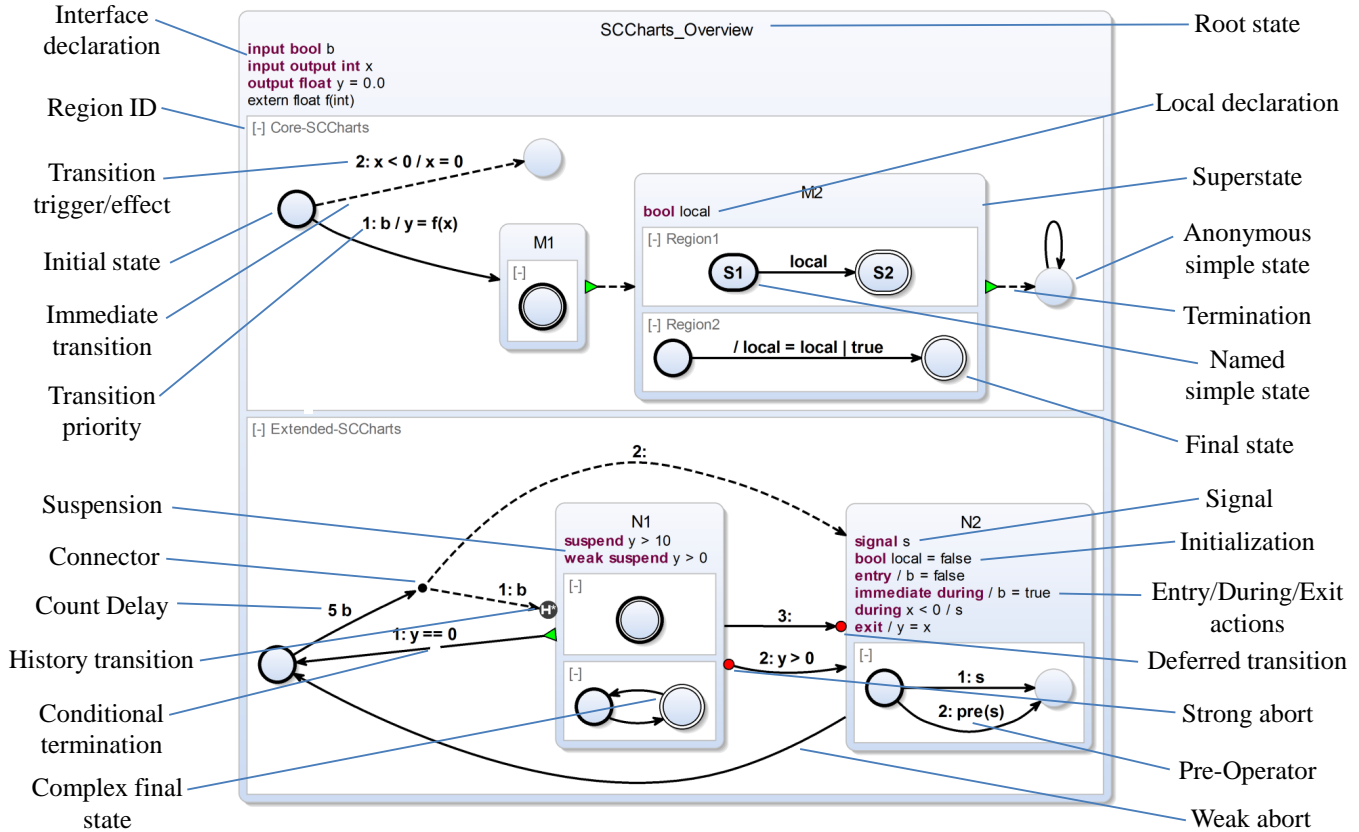 Interface
declaration
Region ID
Transition
trigger/effect
Initial state
Immediate
transition
Transition
priority
Suspension
Connector
Count Delay
History transition
Conditional
termination
Complex final
state
SCCharts_Overview
input bool b
input output int x
output float y = 0.0
extern float f(int)
[-] Core-SCCharts
2: x < 0 / x = 0
1: b / y = f(x)
M1
[-]
M2
bool local
[-] Region1
S1
local
S2
[-] Region2
/ local = local | true
[-] Extended-SCCharts
2:
5 b
1: b
H*
1: y == 0
N1
suspend y > 10
weak suspend y > 0
[-]
[-]
3:
2: y > 0
N2
signal s
bool local = false
entry / b = false
immediate during / b = true
during x < 0 / s
exit / y = x
[-]
1: s
2: pre(s)
Root state
Local declaration
Superstate
Anonymous
simple state
Termination
Named
simple state
Final state
Signal
Initialization
Entry/During/Exit
actions
Deferred transition
Strong abort
Pre-Operator
Weak abort